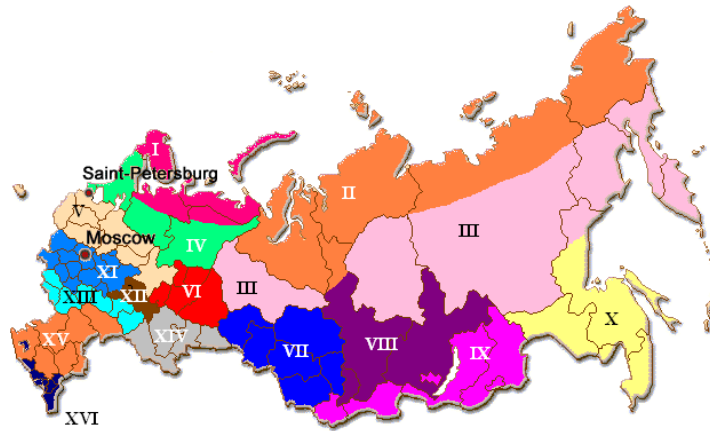 I
Saint-Petersburg
II
V
III
Moscow
IV
XI
III
VI
XIII
XII
X
XV
XIV
VII
VIII
IX
XVI